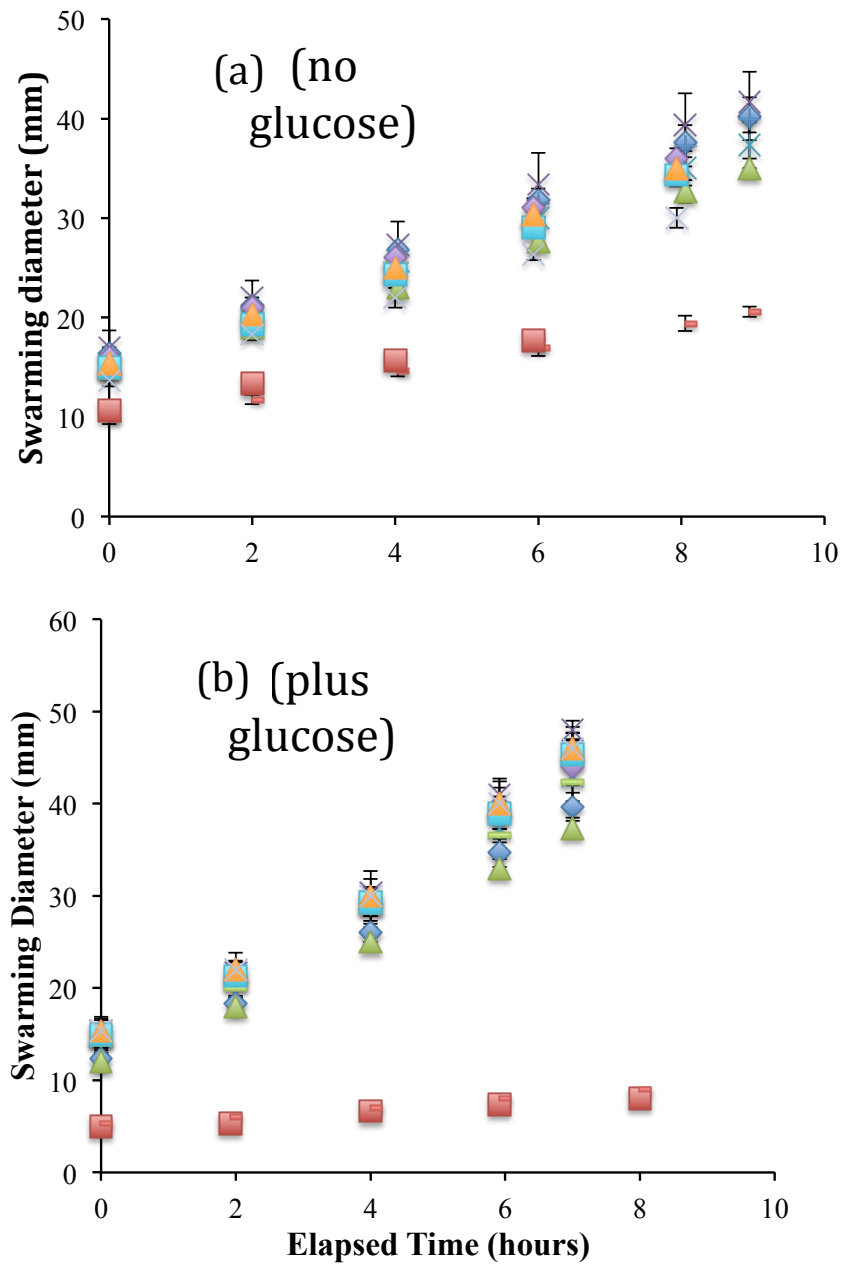 50
(a) (no
glucose)
40
30
20
10
0
0 2 4 6 8 10
Swarming diameter (mm)
60
(b) (plus
glucose)
50
40
30
20
10
0
0 2 4 6 8 10
Swarming Diameter (mm)
Elapsed Time (hours)